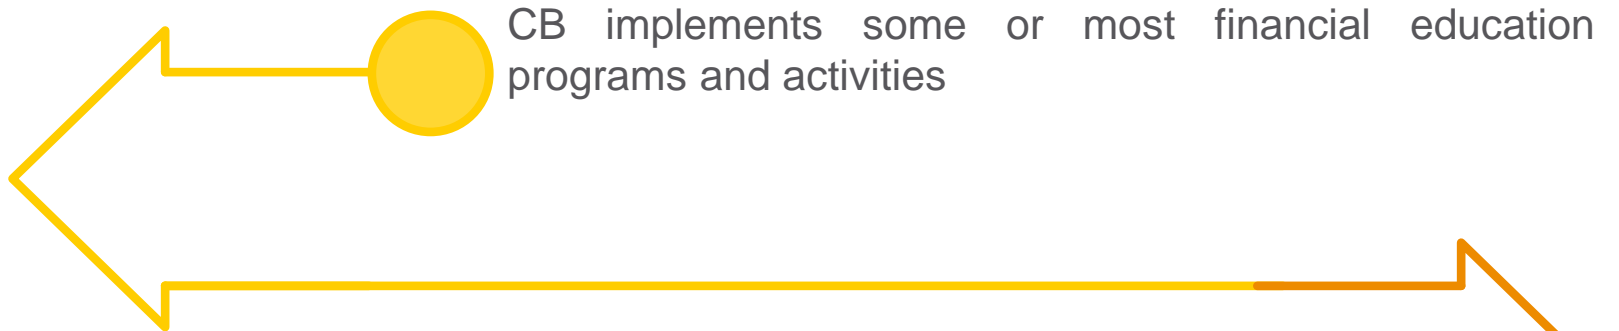 CB implements some or most financial education
programs and activities